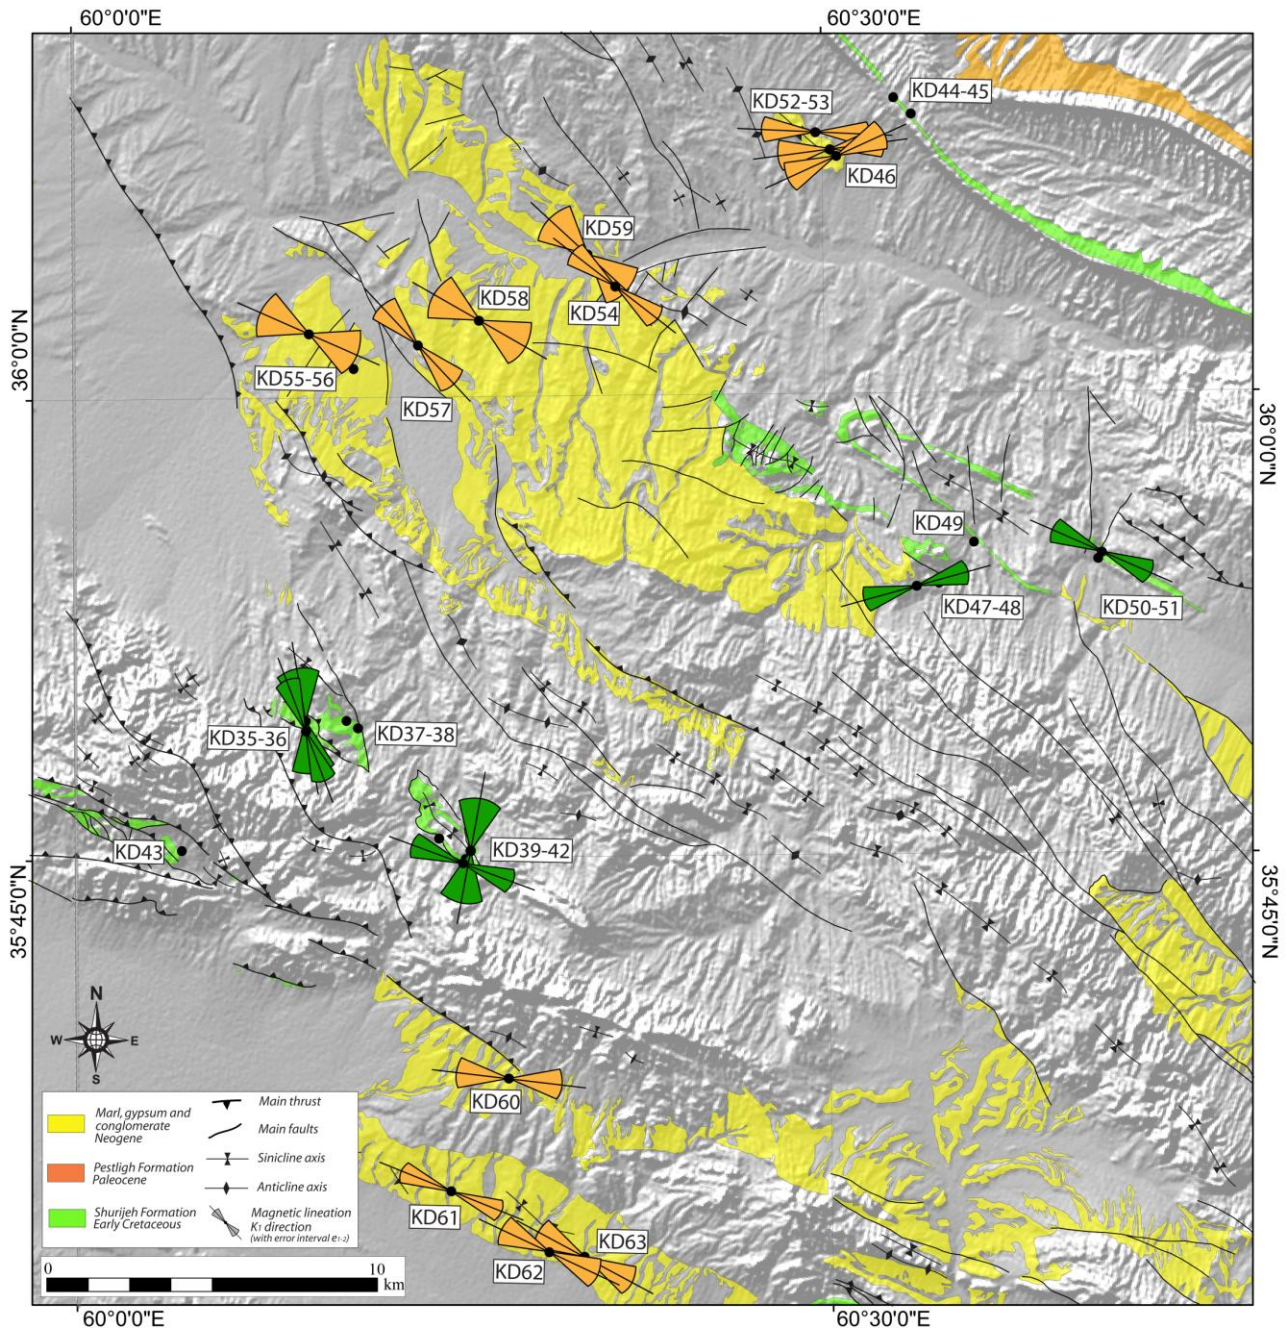 60°0'0"E
60°30'0"E
KD44-45
KD52-53
KD46
KD59
KD58
KD54
36°0'0"N
KD55-56
KD57
36°0'0"N
KD49
KD50-51
KD47-48
KD35-36
KD37-38
KD43
KD39-42
35°45'0"N
35°45'0"N
N
W
E
S
KD60
KD61
KD63
KD62
Marl, gypsum and
conglomerate
Neogene
Pestligh Formation
Paleocene
Shurijeh Formation
Early Cretaceous
Main thrust
Main faults
Sinicline axis
Anticline axis
Magnetic lineation
K1 direction
(with error interval e1-2)
0
10
km
60°0'0"E
60°30'0"E